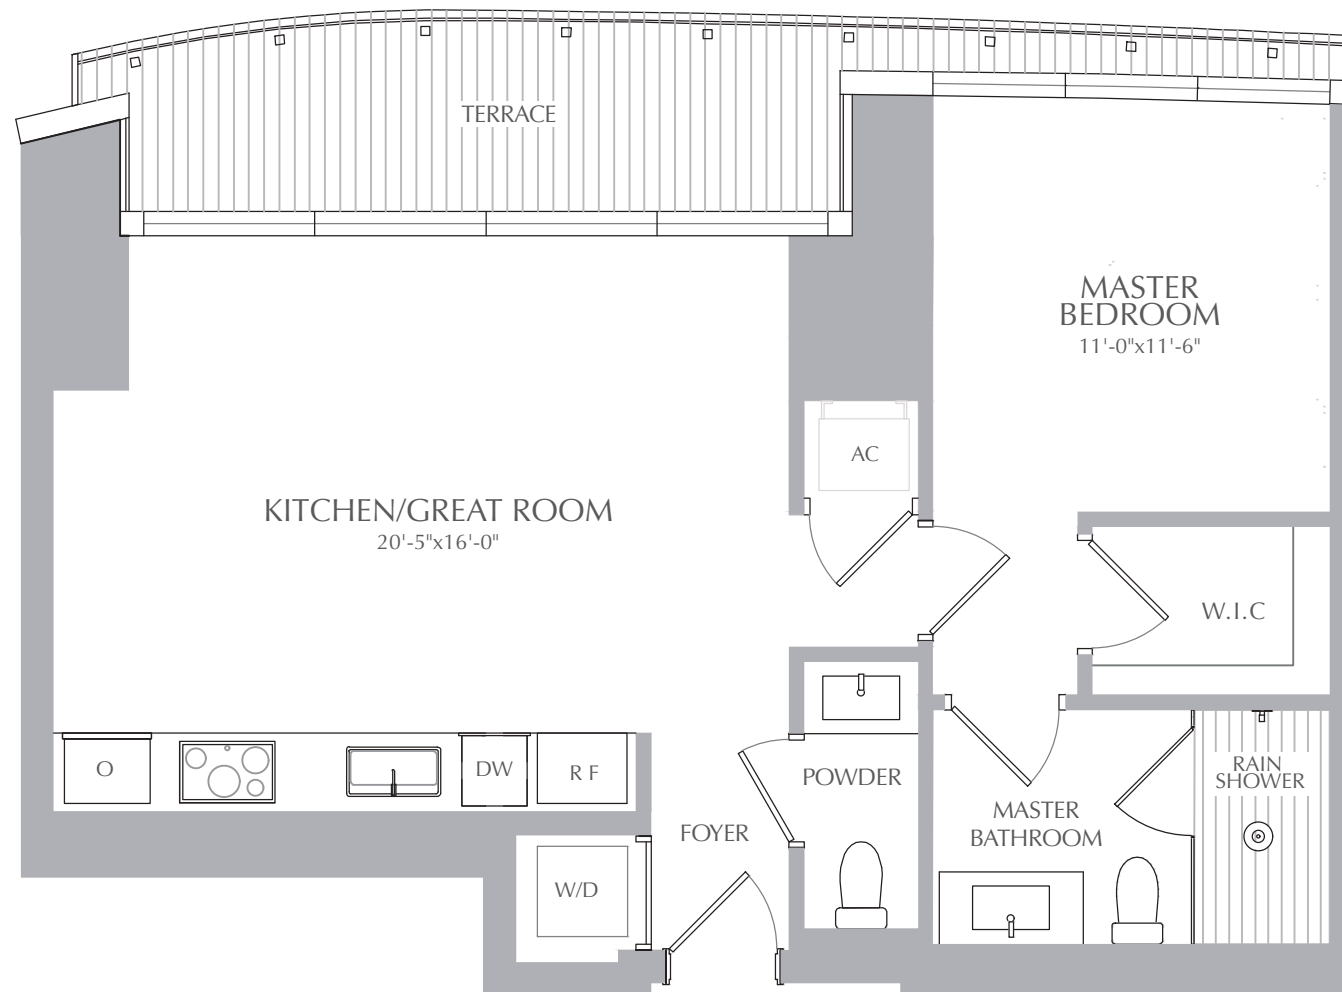 TERRACE
MASTER
BEDROOM
11'-0"x11'-6"
AC
KITCHEN/GREAT ROOM
20'-5"x16'-0"
W.I.C
O
DW
R F
POWDER
RAIN
SHOWER
FOYER
MASTER
BATHROOM
W/D